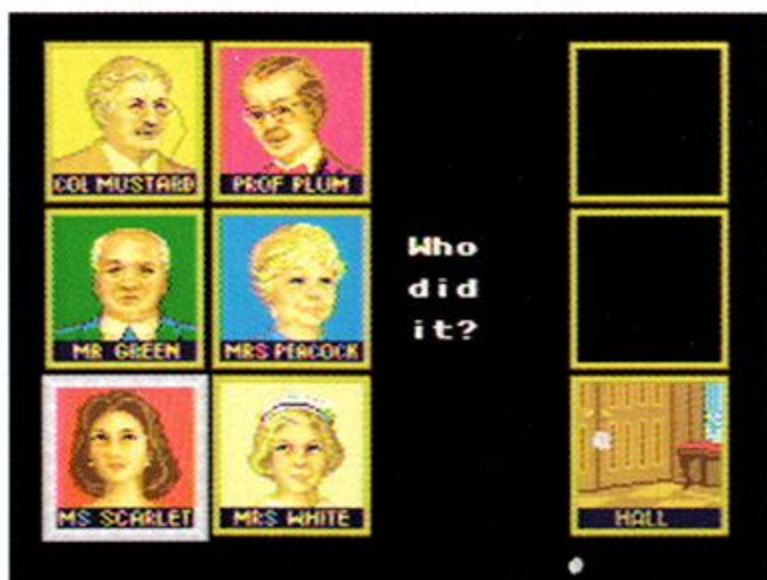 COL MUSTARD
PROF PLUM
MR GREEN
MRS PEACOCK
MS SCARLET
MRS WHITE
Who
did
it?
HALL